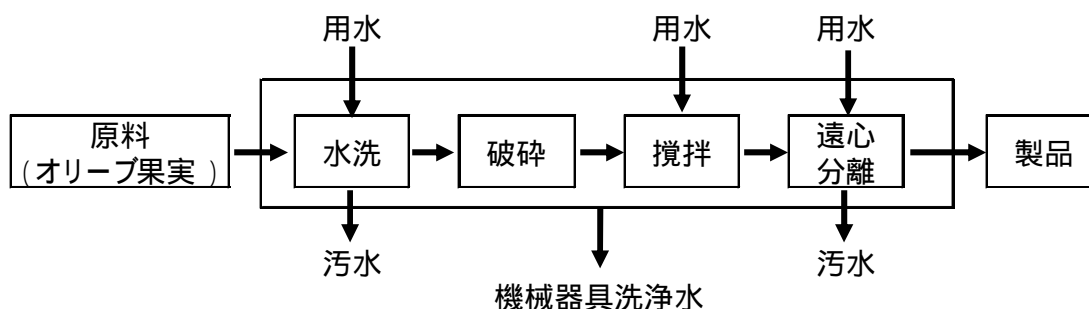 用水 用水 用水
原料
(オリーブ果実)
水洗
破砕
撹拌
遠心
分離
製品
汚水 汚水
機械器具洗浄水